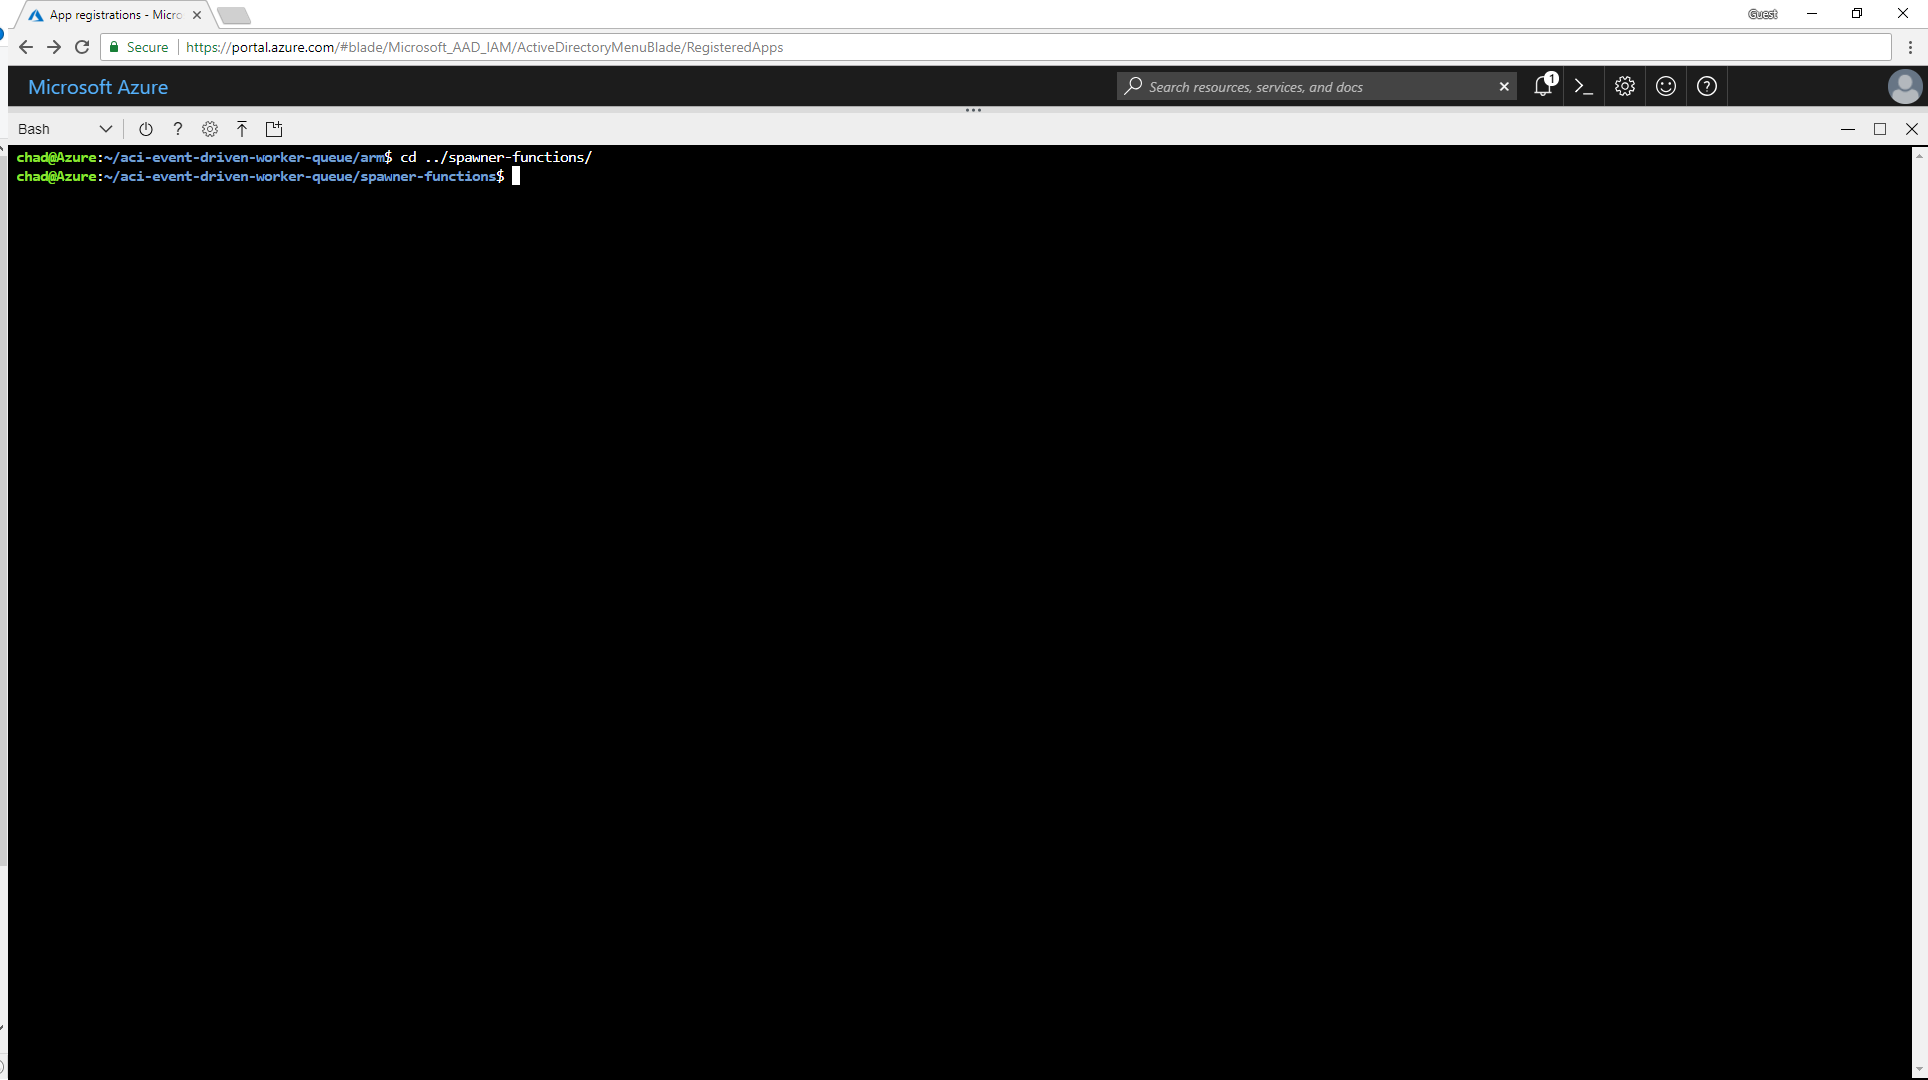 App registrations - Micro
Guest
Secure
https://portal.azure.com/#blade/Microsoft_AAD_IAM/ActiveDirectoryMenuBlade/RegisteredApps
Microsoft Azure
Search resources, services, and docs
1
Bash
chad@Azure:~/aci-event-driven-worker-queue/arm$ cd ../spawner-functions/
chad@Azure:~/aci-event-driven-worker-queue/spawner-functions$